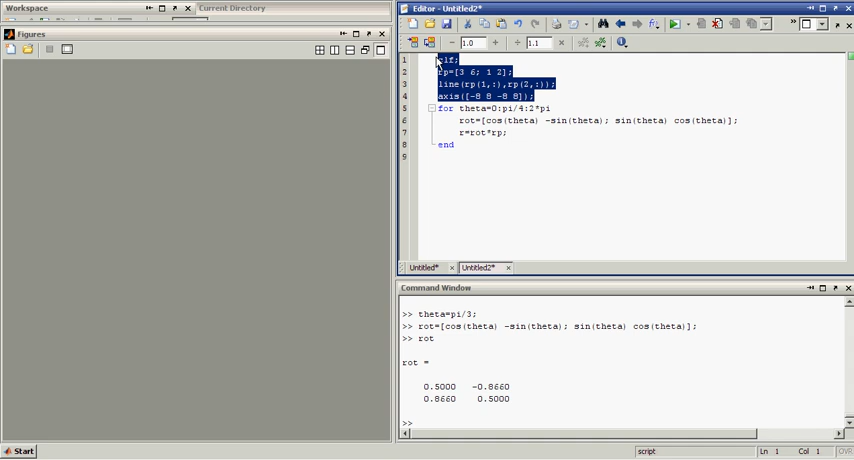 Workspace
Current Directory
Figures
Editor - Untitled2*
1.0
1.1
1 clf;
2 rp=[3 6; 1 2];
3 line(rp(1,:),rp(2,:));
4 axis([-8 8 -8 8]);
5 for theta=0:pi/4:2*pi
6 rot=[cos(theta) -sin(theta); sin(theta) cos(theta)];
7 r=rot*rp;
8 end
9
Untitled* Untitled2*
Command Window
>> theta=pi/3;
>> rot=[cos(theta) -sin(theta); sin(theta) cos(theta)];
>> rot
rot =
0.5000 -0.8660
0.8660 0.5000
>>
Start
script
Ln 1 Col 1 OVR